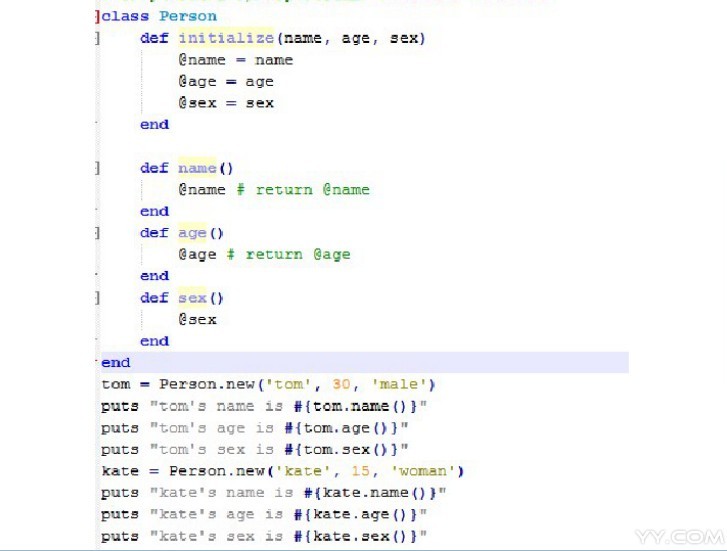 class Person
    def initialize(name, age, sex)
        @name = name
        @age = age
        @sex = sex
    end
    def name()
        @name # return @name
    end
    def age()
        @age # return @age
    end
    def sex()
        @sex
    end
end
tom = Person.new('tom', 30, 'male')
puts "tom's name is #{tom.name()}"
puts "tom's age is #{tom.age()}"
puts "tom's sex is #{tom.sex()}"
kate = Person.new('kate', 15, 'woman')
puts "kate's name is #{kate.name()}"
puts "kate's age is #{kate.age()}"
puts "kate's sex is #{kate.sex()}"
YY.COM